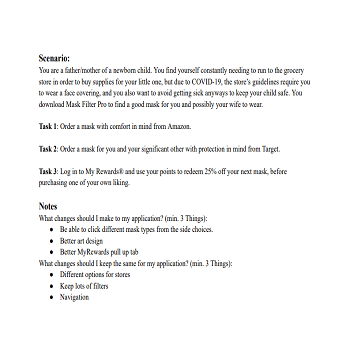 Scenario:
You are a father/mother of a newborn child. You find yourself constantly needing to run to the grocery
store in order to buy supplies for your little one, but due to COVID-19, the store's guidelines require you
to wear a face covering, and you also want to avoid getting sick anyways to keep your child safe. You
download Mask Filter Pro to find a good mask for you and possibly your wife to wear.
Task 1: Order a mask with comfort in mind from Amazon.
Task 2: Order a mask for you and your significant other with protection in mind from Target.
Task 3: Log in to My Rewards® and use your points to redeem 25% off your next mask, before
purchasing one of your own liking.
Notes
What changes should I make to my application? (min. 3 Things):
● Be able to click different mask types from the side choices.
● Better art design
● Better MyRewards pull up tab
What changes should I keep the same for my application? (min. 3 Things):
● Different options for stores
● Keep lots of filters
● Navigation